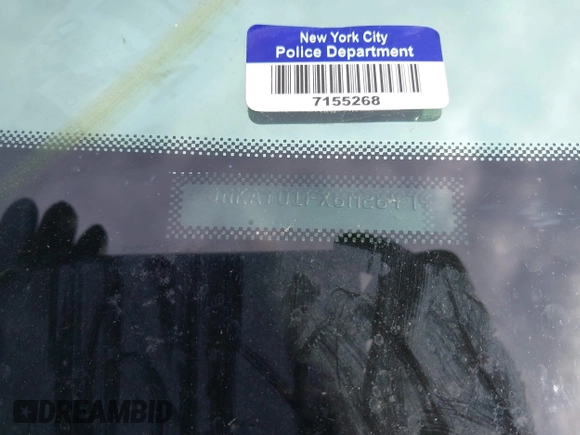 New York City
Police Department
7155268
DREAMBID